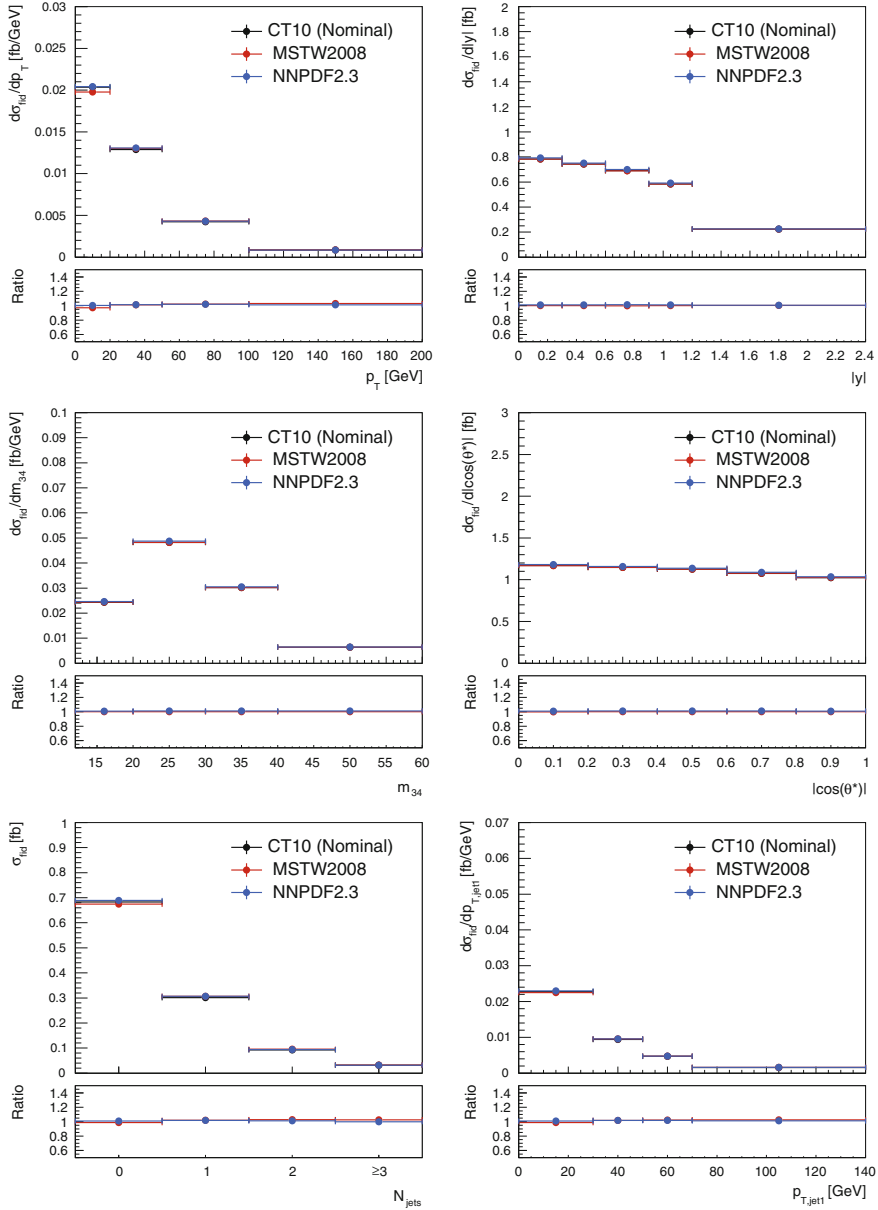 dσfid/dpT [fb/GeV]
0.03
0.025
0.02
0.015
0.01
0.005
0
CT10 (Nominal)
MSTW2008
NNPDF2.3
Ratio
1.4
1.2
1
0.8
0.6
0 20 40 60 80 100 120 140 160 180 200
pT [GeV]
dσfid/d|y| [fb]
2
1.8
1.6
1.4
1.2
1
0.8
0.6
0.4
0.2
0
CT10 (Nominal)
MSTW2008
NNPDF2.3
Ratio
1.4
1.2
1
0.8
0.6
0 0.2 0.4 0.6 0.8 1 1.2 1.4 1.6 1.8 2 2.2 2.4
|y|
dσfid/dm34 [fb/GeV]
0.1
0.09
0.08
0.07
0.06
0.05
0.04
0.03
0.02
0.01
0
CT10 (Nominal)
MSTW2008
NNPDF2.3
Ratio
1.4
1.2
1
0.8
0.6
15 20 25 30 35 40 45 50 55 60
m34
dσfid/d|cos(θ*)| [fb]
3
2.5
2
1.5
1
0.5
0
CT10 (Nominal)
MSTW2008
NNPDF2.3
Ratio
1.4
1.2
1
0.8
0.6
0 0.1 0.2 0.3 0.4 0.5 0.6 0.7 0.8 0.9 1
|cos(θ*)|
σfid [fb]
1
0.9
0.8
0.7
0.6
0.5
0.4
0.3
0.2
0.1
0
CT10 (Nominal)
MSTW2008
NNPDF2.3
Ratio
1.4
1.2
1
0.8
0.6
0 1 2 ≥3
Njets
dσfid/dpT,jet1 [fb/GeV]
0.07
0.06
0.05
0.04
0.03
0.02
0.01
0
CT10 (Nominal)
MSTW2008
NNPDF2.3
Ratio
1.4
1.2
1
0.8
0.6
0 20 40 60 80 100 120 140
pT,jet1 [GeV]